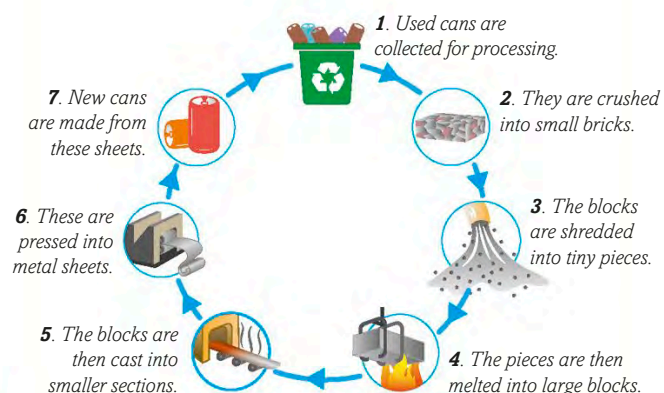 1. Used cans are
collected for processing.
2. They are crushed
into small bricks.
3. The blocks
are shredded
into tiny pieces.
4. The pieces are then
melted into large blocks.
5. The blocks are
then cast into
smaller sections.
6. These are
pressed into
metal sheets.
7. New cans
are made from
these sheets.